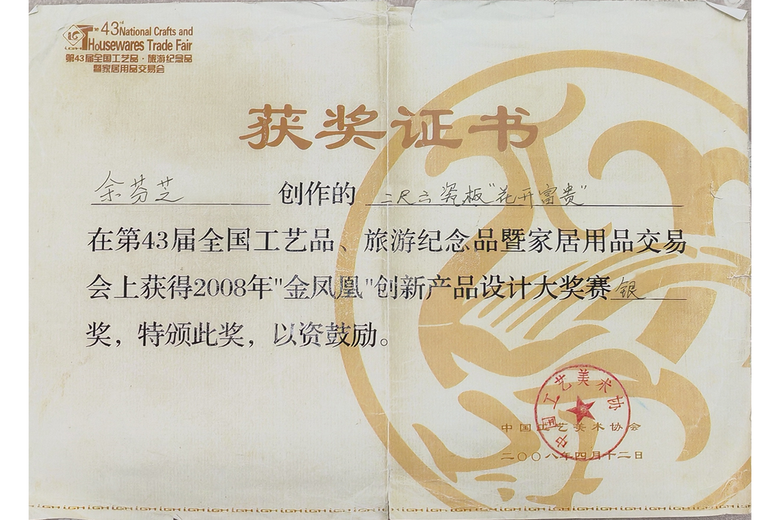 The 43rd National Crafts and
Housewares Trade Fair
第43届全国工艺品·旅游纪念品
暨家居用品交易会
获奖证书
余芬芝 创作的 二尺六瓷板"花开富贵"
在第43届全国工艺品、旅游纪念品暨家居用品交易
会上获得2008年"金凤凰"创新产品设计大奖赛 银
奖，特颁此奖，以资鼓励。
中国工艺美术协会
中国工艺美术协会
二〇〇八年四月十二日